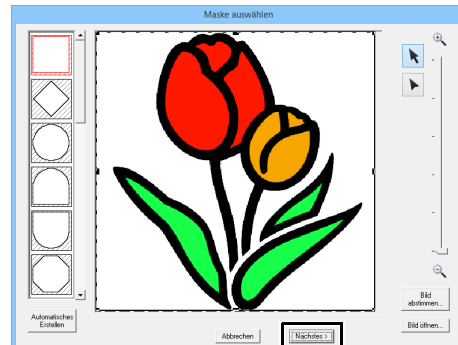 Maske auswählen
Automatisches
Erstellen
Bild
abstimmen...
Bild öffnen...
Abbrechen
Nächstes >